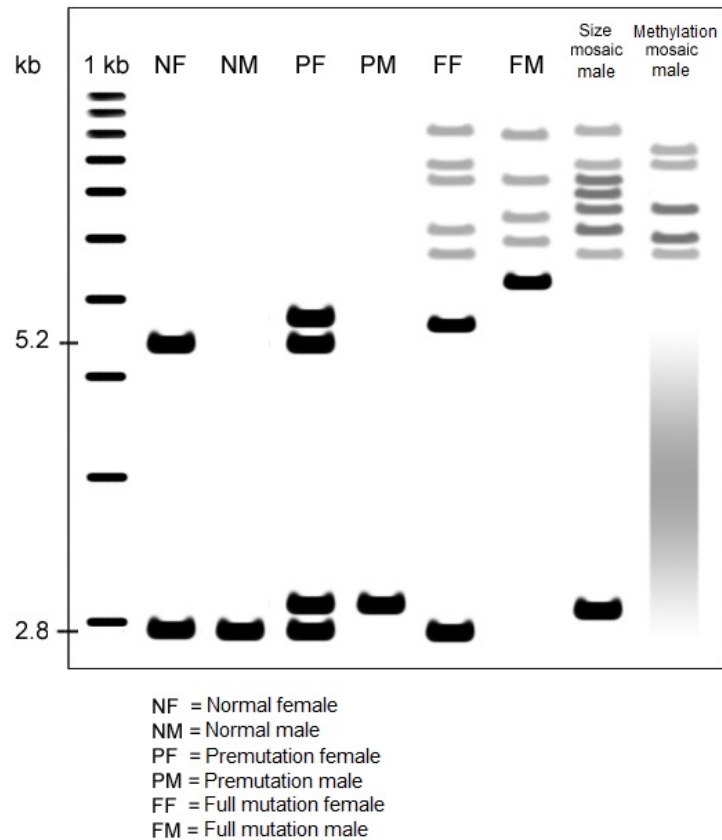 kb 1 kb NF NM PF PM FF FM Size mosaic male Methylation mosaic male
5.2
2.8
NF = Normal female
NM = Normal male
PF = Premutation female
PM = Premutation male
FF = Full mutation female
FM = Full mutation male